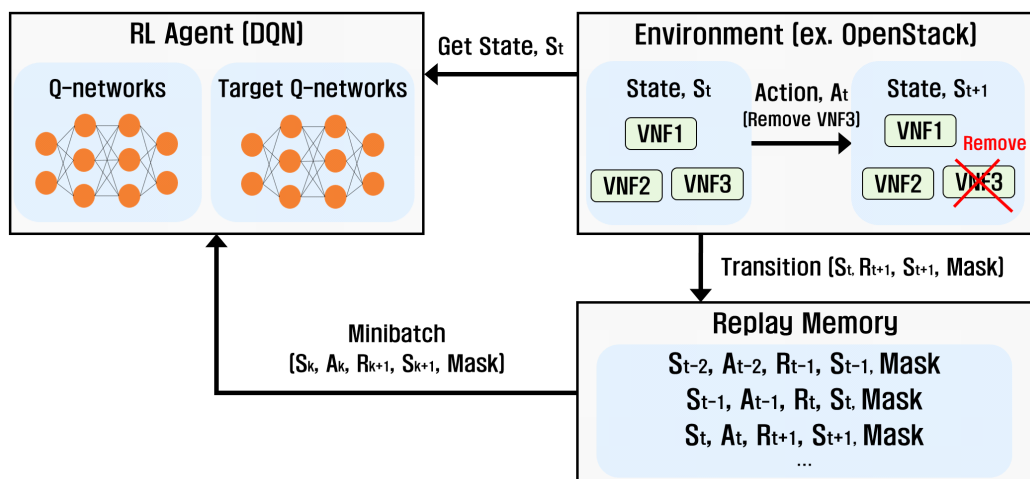 RL Agent (DQN)
Q-networks
Target Q-networks
Get State, St
Environment (ex. OpenStack)
State, St
VNF1
VNF2
VNF3
Action, At
(Remove VNF3)
State, St+1
VNF1
Remove
VNF2
VNF3
Transition (St, Rt+1, St+1, Mask)
Minibatch
(Sk, Ak, Rk+1, Sk+1, Mask)
Replay Memory
St-2, At-2, Rt-1, St-1, Mask
St-1, At-1, Rt, St, Mask
St, At, Rt+1, St+1, Mask
...